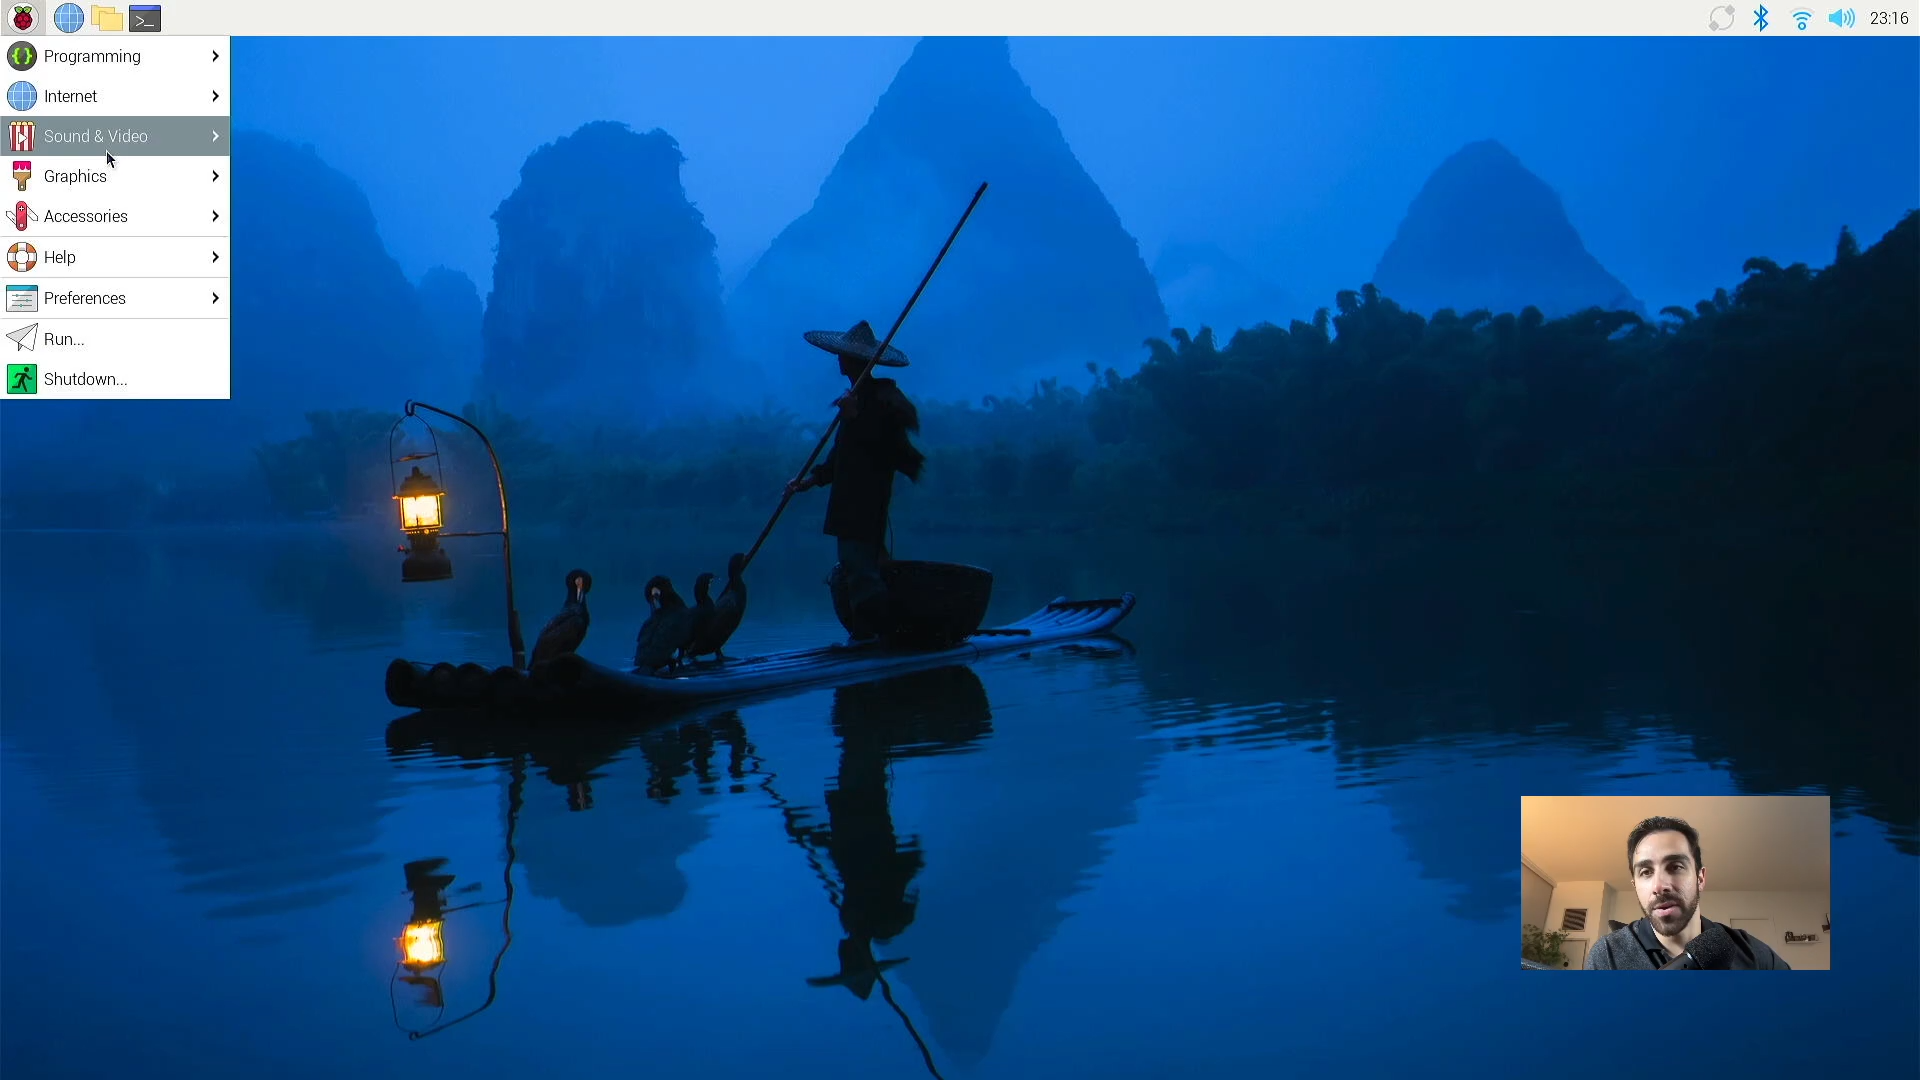 >_
23:16
Programming
Internet
Sound & Video
Graphics
Accessories
Help
Preferences
Run...
Shutdown...